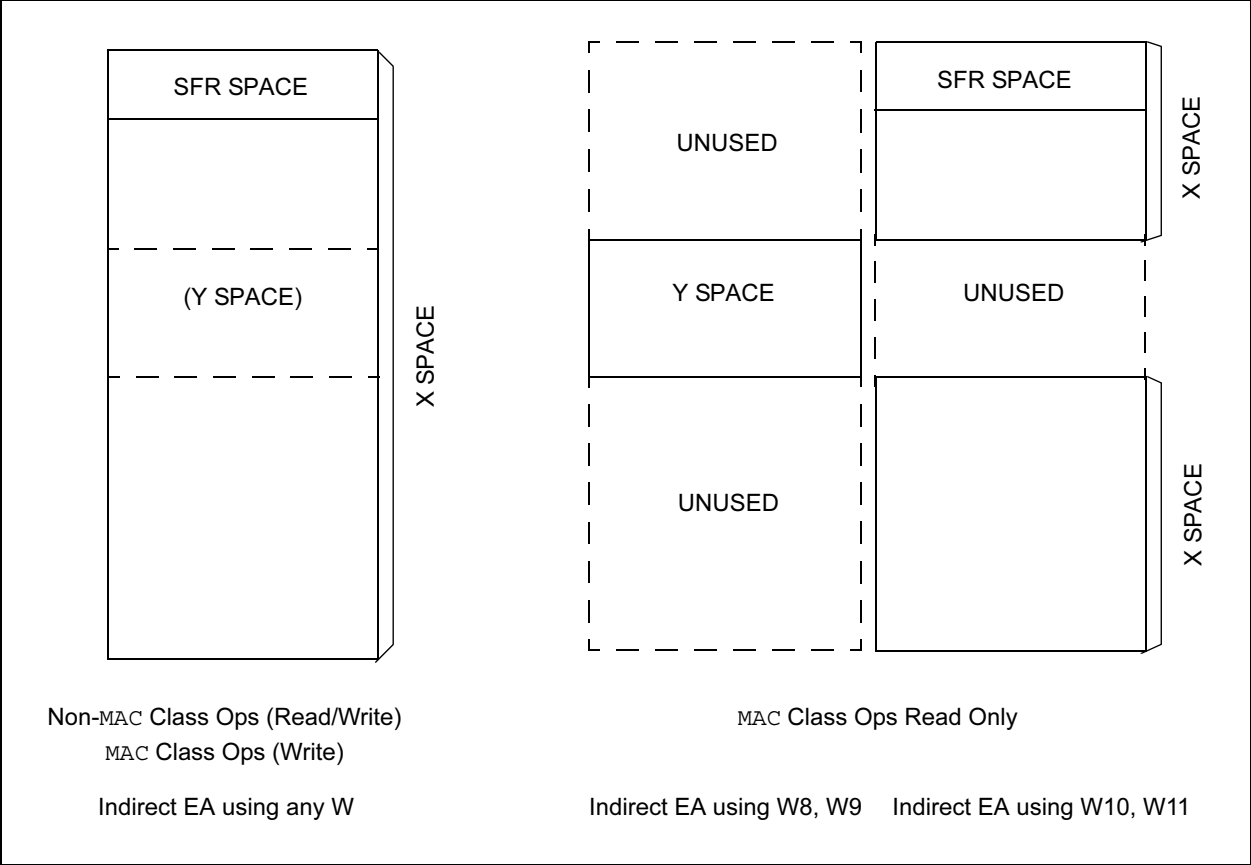 SFR SPACE
(Y SPACE)
X SPACE
Non-MAC Class Ops (Read/Write)
MAC Class Ops (Write)
Indirect EA using any W
UNUSED
Y SPACE
UNUSED
SFR SPACE
X SPACE
UNUSED
X SPACE
MAC Class Ops Read Only
Indirect EA using W8, W9
Indirect EA using W10, W11